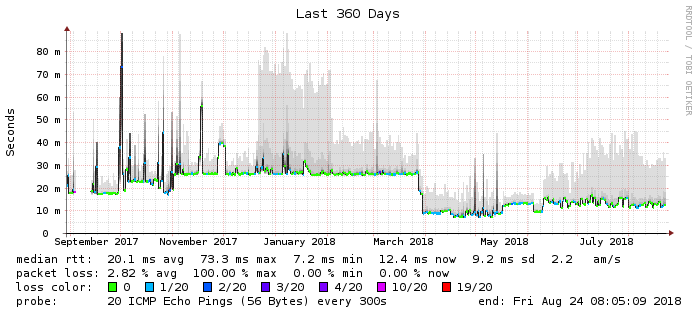 Last 360 Days
RRDTOOL / TOBI OETIKER
Seconds
80 m
70 m
60 m
50 m
40 m
30 m
20 m
10 m
0
September 2017 November 2017 January 2018 March 2018 May 2018 July 2018
median rtt: 20.1 ms avg 73.3 ms max 7.2 ms min 12.4 ms now 9.2 ms sd 2.2 am/s
packet loss: 2.82 % avg 100.00 % max 0.00 % min 0.00 % now
loss color: 0 1/20 2/20 3/20 4/20 10/20 19/20
probe: 20 ICMP Echo Pings (56 Bytes) every 300s end: Fri Aug 24 08:05:09 2018